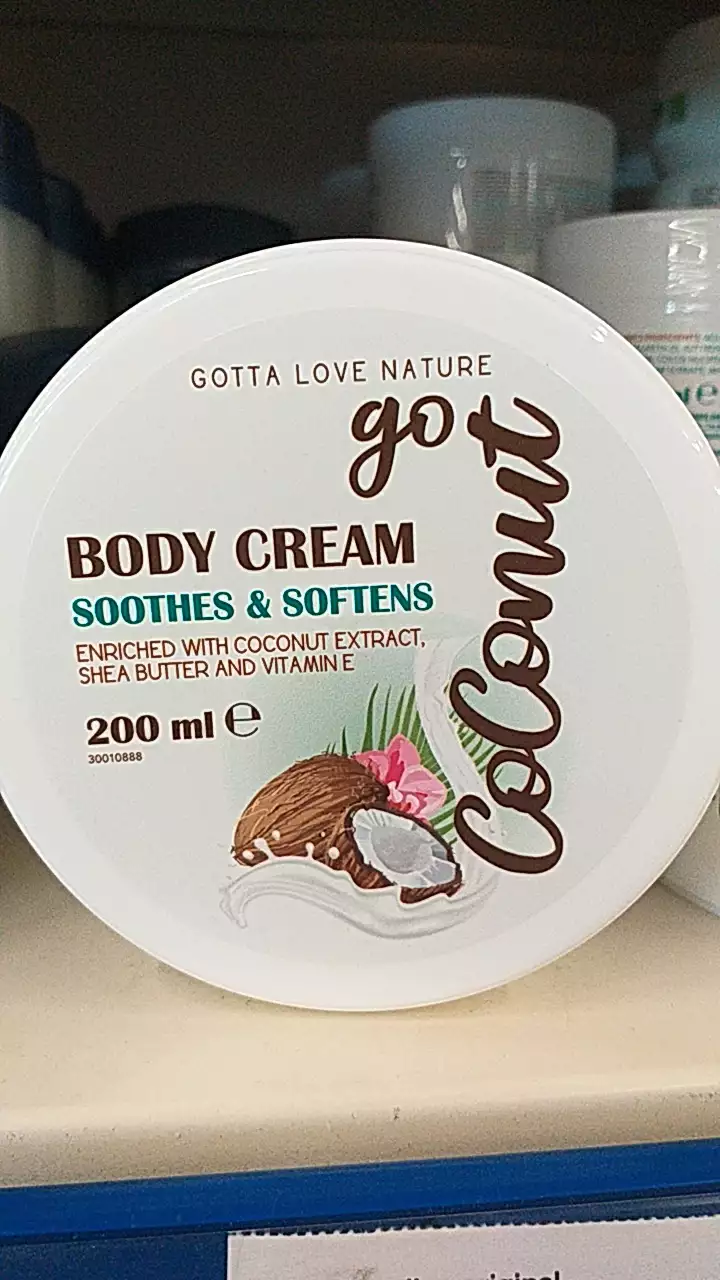 GOTTA LOVE NATURE
go
CoConut
BODY CREAM
SOOTHES & SOFTENS
ENRICHED WITH COCONUT EXTRACT,
SHEA BUTTER AND VITAMIN E
200 ml e
30010888